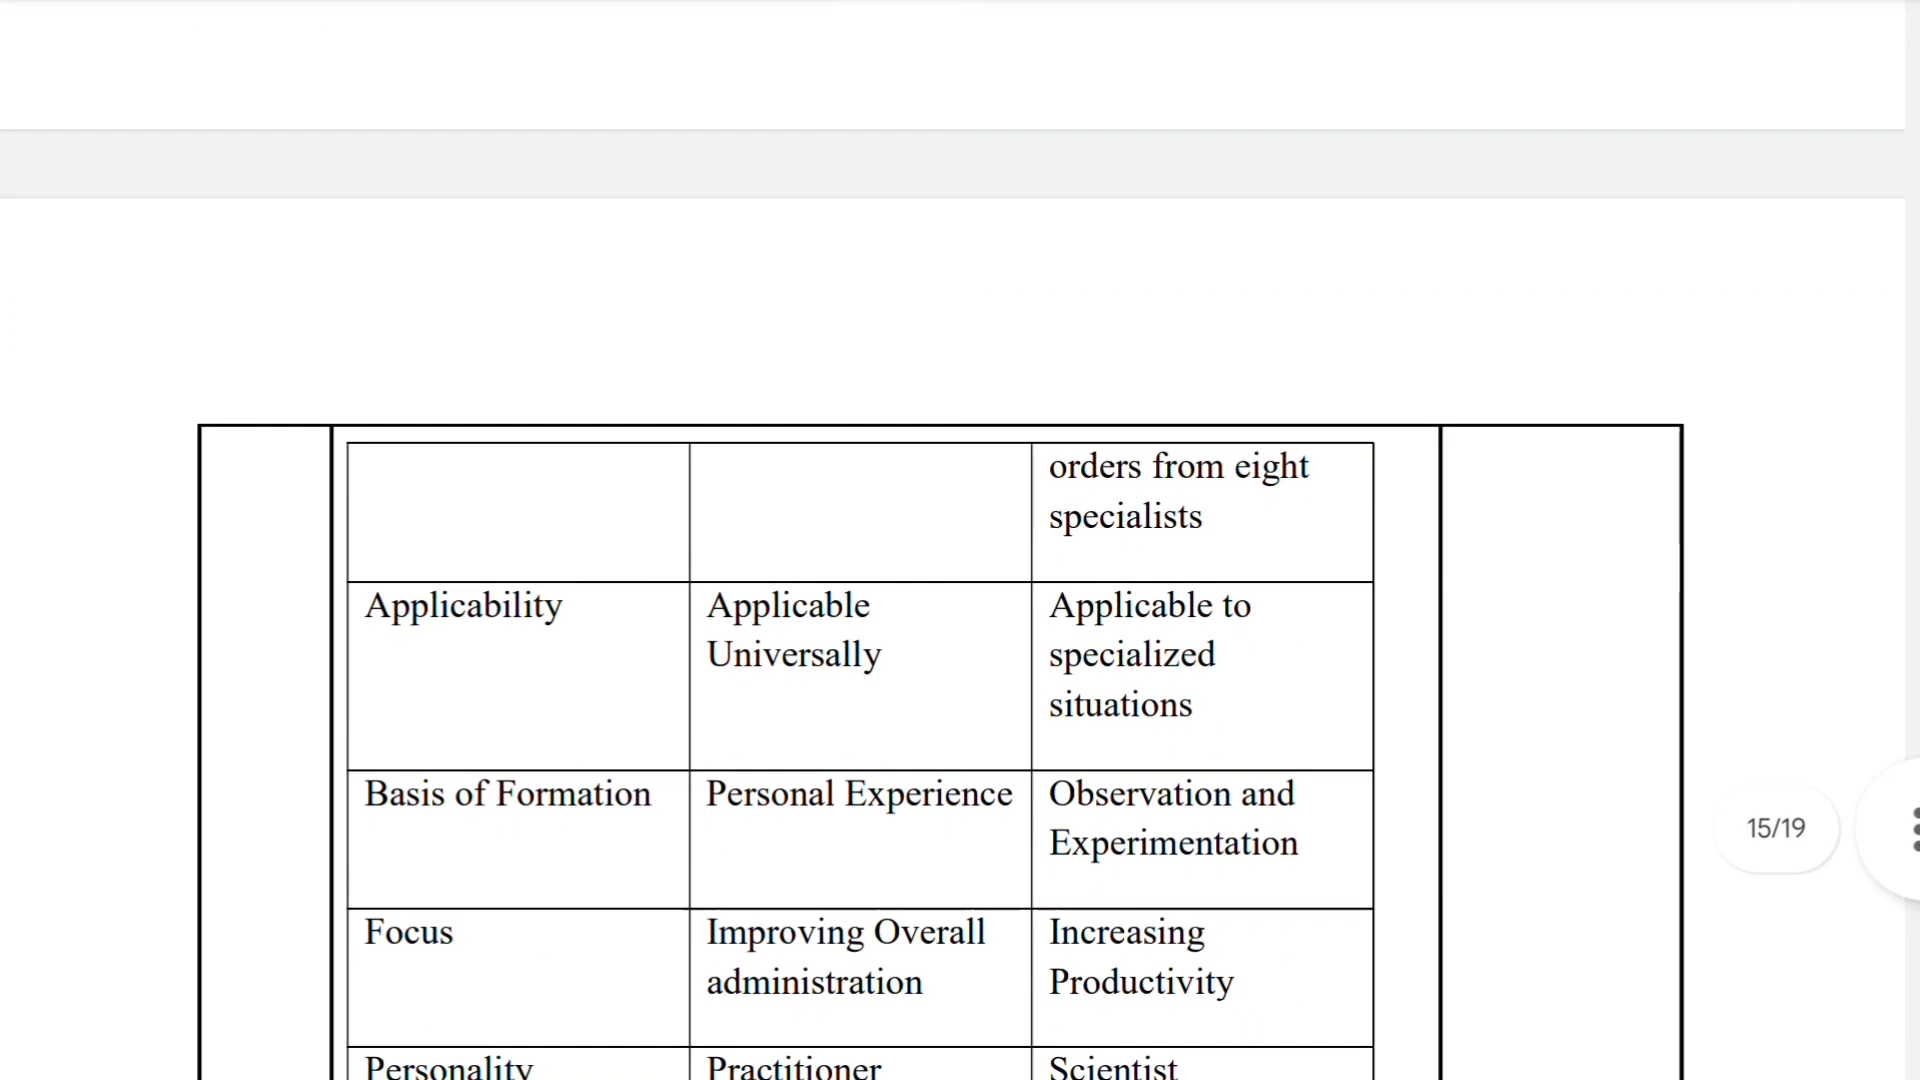 orders from eight
specialists
Applicability
Applicable
Universally
Applicable to
specialized
situations
Basis of Formation
Personal Experience
Observation and
Experimentation
Focus
Improving Overall
administration
Increasing
Productivity
Personality
Practitioner
Scientist
15/19